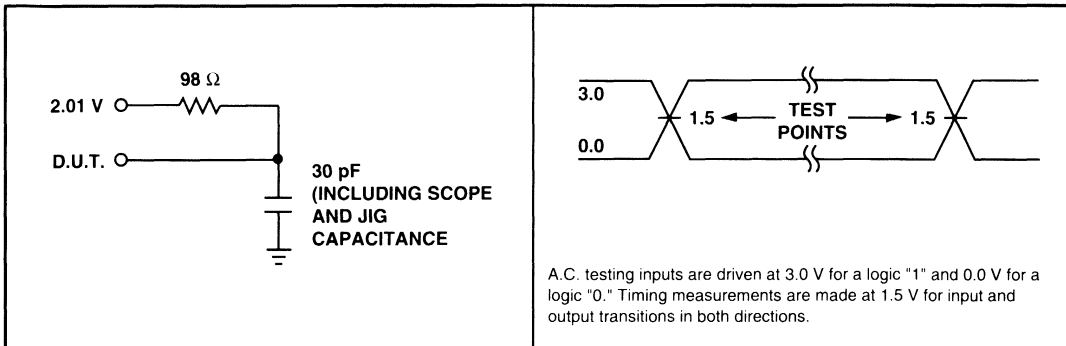 98 Ω
2.01 V
D.U.T.
30 pF
(INCLUDING SCOPE
AND JIG
CAPACITANCE
3.0
0.0
1.5
TEST
POINTS
1.5
A.C. testing inputs are driven at 3.0 V for a logic "1" and 0.0 V for a
logic "0." Timing measurements are made at 1.5 V for input and
output transitions in both directions.